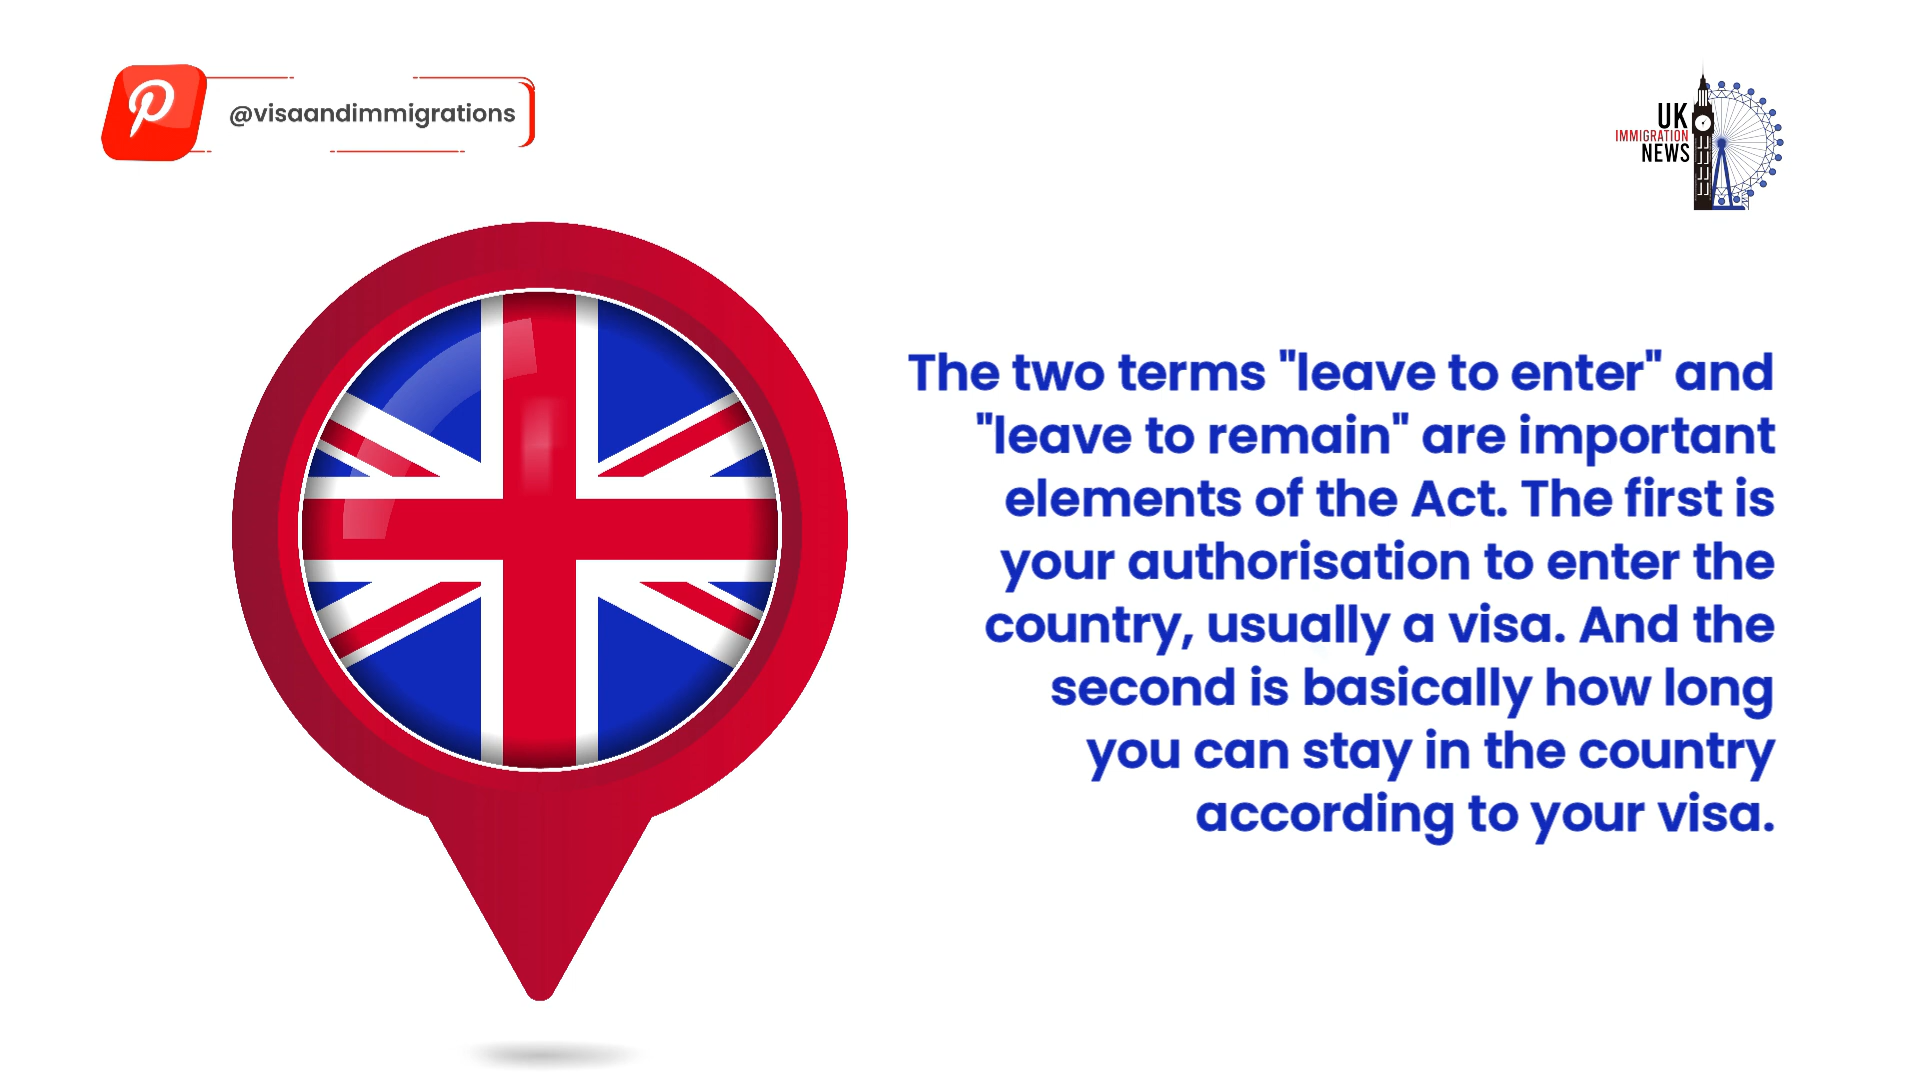 @visaandimmigrations
UK
IMMIGRATION
NEWS
The two terms "leave to enter" and
"leave to remain" are important
elements of the Act. The first is
your authorisation to enter the
country, usually a visa. And the
second is basically how long
you can stay in the country
according to your visa.